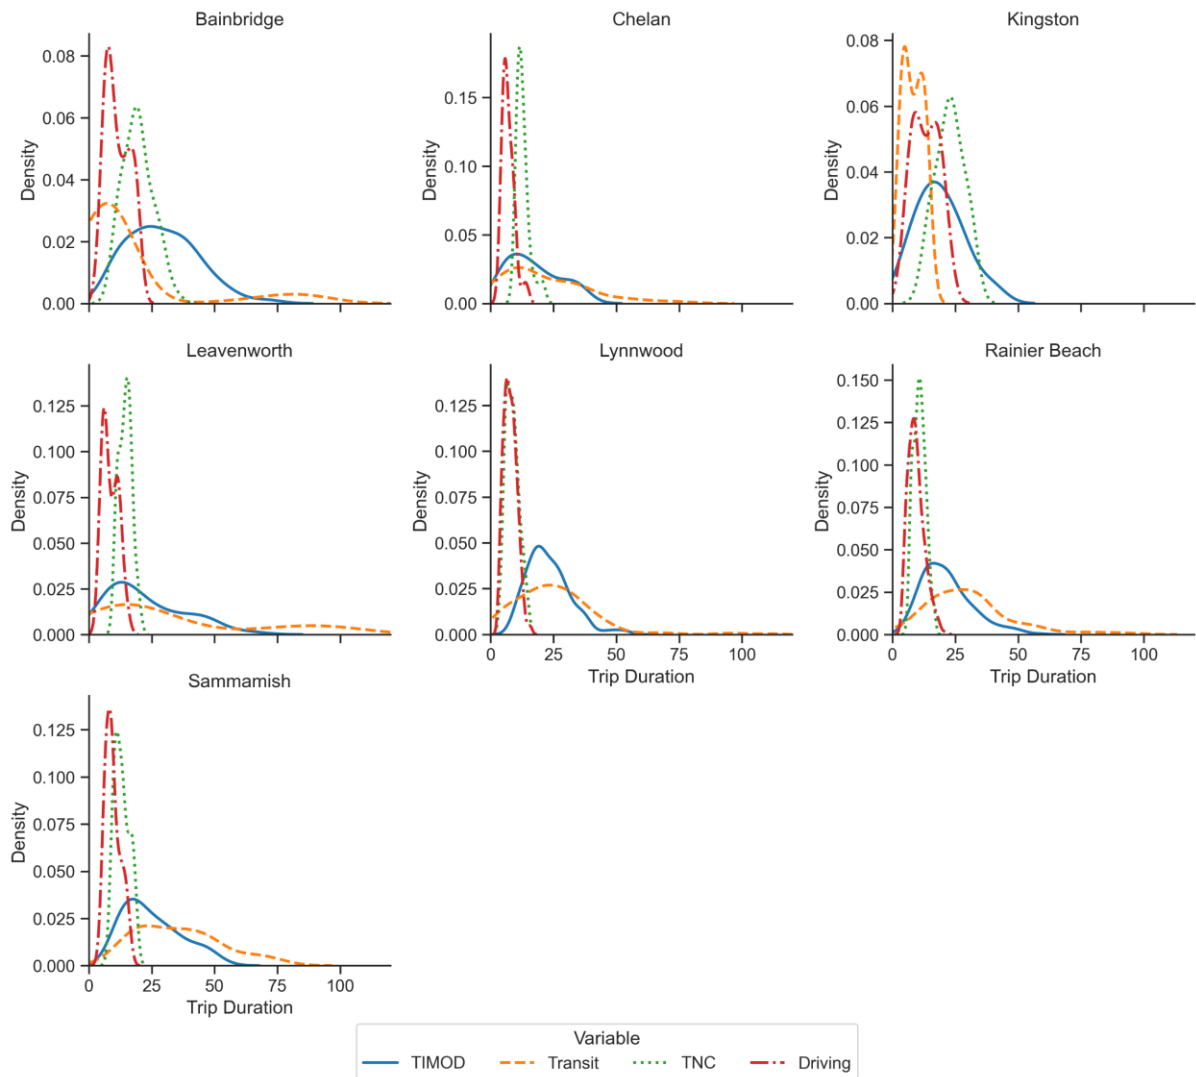 Bainbridge
Chelan
Kingston
Density
0.08
0.06
0.04
0.02
0.00
Density
0.15
0.10
0.05
0.00
Density
0.08
0.06
0.04
0.02
0.00
Leavenworth
Lynnwood
Rainier Beach
Density
0.125
0.100
0.075
0.050
0.025
0.000
Density
0.125
0.100
0.075
0.050
0.025
0.000
0 25 50 75 100
Trip Duration
Density
0.150
0.125
0.100
0.075
0.050
0.025
0.000
0 25 50 75 100
Trip Duration
Sammamish
Density
0.125
0.100
0.075
0.050
0.025
0.000
0 25 50 75 100
Trip Duration
Variable
TIMOD Transit TNC Driving